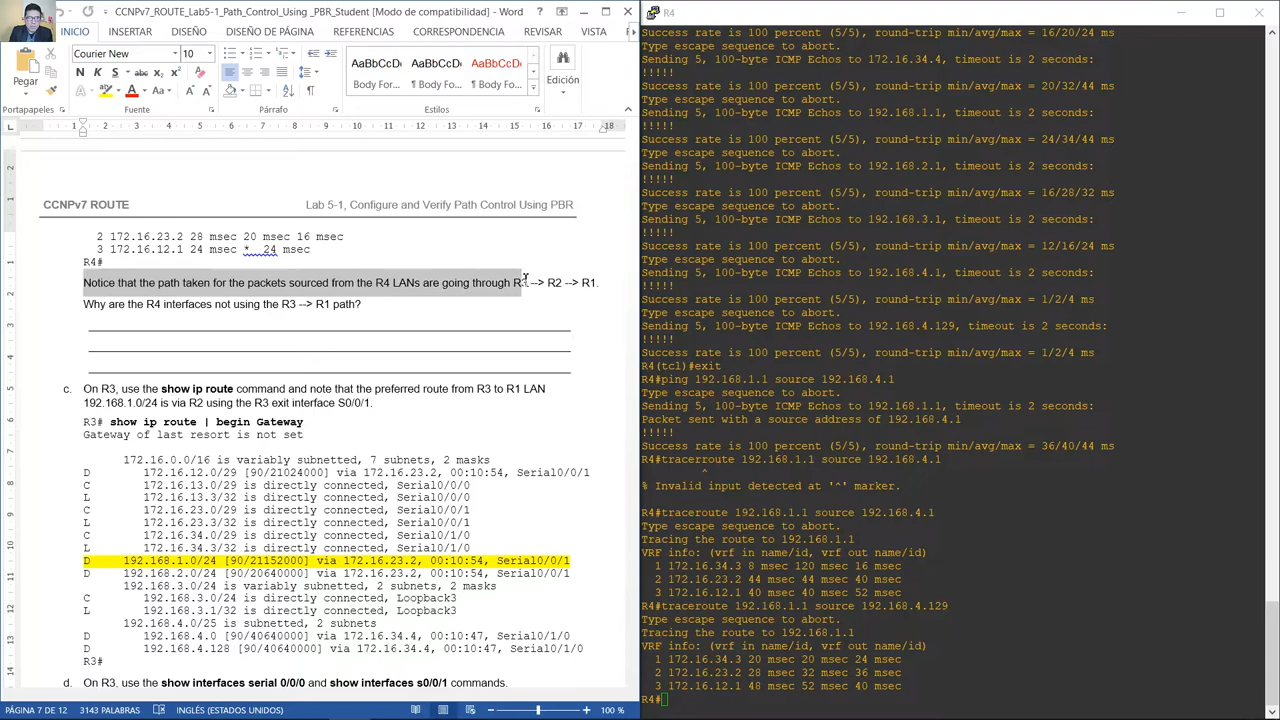 CCNPv7_ROUTE_Lab5-1_Path_Control_Using _PBR_Student [Modo de compatibilidad] - Word
INICIO INSERTAR DISEÑO DISEÑO DE PÁGINA REFERENCIAS CORRESPONDENCIA REVISAR VISTA
Courier New 10
AaBbCcD AaBbCcD AaBbCcD
Pegar Edición
N K S abc x₂ x²
Body For... ¶ Body For... ¶ Body For...
Portapapeles Fuente Párrafo Estilos
1 2 3 4 5 6 7 8 9 10 11 12 13 14 15 16 17 18
CCNPv7 ROUTE Lab 5-1, Configure and Verify Path Control Using PBR
2 172.16.23.2 28 msec 20 msec 16 msec
3 172.16.12.1 24 msec * 24 msec
R4#
Notice that the path taken for the packets sourced from the R4 LANs are going through R3 --> R2 --> R1.
Why are the R4 interfaces not using the R3 --> R1 path?
c. On R3, use the show ip route command and note that the preferred route from R3 to R1 LAN
192.168.1.0/24 is via R2 using the R3 exit interface S0/0/1.
R3# show ip route | begin Gateway
Gateway of last resort is not set
172.16.0.0/16 is variably subnetted, 7 subnets, 2 masks
D 172.16.12.0/29 [90/21024000] via 172.16.23.2, 00:10:54, Serial0/0/1
C 172.16.13.0/29 is directly connected, Serial0/0/0
L 172.16.13.3/32 is directly connected, Serial0/0/0
C 172.16.23.0/29 is directly connected, Serial0/0/1
L 172.16.23.3/32 is directly connected, Serial0/0/1
C 172.16.34.0/29 is directly connected, Serial0/1/0
L 172.16.34.3/32 is directly connected, Serial0/1/0
D 192.168.1.0/24 [90/21152000] via 172.16.23.2, 00:10:54, Serial0/0/1
D 192.168.2.0/24 [90/20640000] via 172.16.23.2, 00:10:54, Serial0/0/1
192.168.3.0/24 is variably subnetted, 2 subnets, 2 masks
C 192.168.3.0/24 is directly connected, Loopback3
L 192.168.3.1/32 is directly connected, Loopback3
192.168.4.0/25 is subnetted, 2 subnets
D 192.168.4.0 [90/40640000] via 172.16.34.4, 00:10:47, Serial0/1/0
D 192.168.4.128 [90/40640000] via 172.16.34.4, 00:10:47, Serial0/1/0
R3#
d. On R3, use the show interfaces serial 0/0/0 and show interfaces s0/0/1 commands.
PÁGINA 7 DE 12 3143 PALABRAS INGLÉS (ESTADOS UNIDOS) 100 %
R4
Success rate is 100 percent (5/5), round-trip min/avg/max = 16/20/24 ms
Type escape sequence to abort.
Sending 5, 100-byte ICMP Echos to 172.16.34.4, timeout is 2 seconds:
!!!!!
Success rate is 100 percent (5/5), round-trip min/avg/max = 20/32/44 ms
Type escape sequence to abort.
Sending 5, 100-byte ICMP Echos to 192.168.1.1, timeout is 2 seconds:
!!!!!
Success rate is 100 percent (5/5), round-trip min/avg/max = 24/34/44 ms
Type escape sequence to abort.
Sending 5, 100-byte ICMP Echos to 192.168.2.1, timeout is 2 seconds:
!!!!!
Success rate is 100 percent (5/5), round-trip min/avg/max = 16/28/32 ms
Type escape sequence to abort.
Sending 5, 100-byte ICMP Echos to 192.168.3.1, timeout is 2 seconds:
!!!!!
Success rate is 100 percent (5/5), round-trip min/avg/max = 12/16/24 ms
Type escape sequence to abort.
Sending 5, 100-byte ICMP Echos to 192.168.4.1, timeout is 2 seconds:
!!!!!
Success rate is 100 percent (5/5), round-trip min/avg/max = 1/2/4 ms
Type escape sequence to abort.
Sending 5, 100-byte ICMP Echos to 192.168.4.129, timeout is 2 seconds:
!!!!!
Success rate is 100 percent (5/5), round-trip min/avg/max = 1/2/4 ms
R4(tcl)#exit
R4#ping 192.168.1.1 source 192.168.4.1
Type escape sequence to abort.
Sending 5, 100-byte ICMP Echos to 192.168.1.1, timeout is 2 seconds:
Packet sent with a source address of 192.168.4.1
!!!!!
Success rate is 100 percent (5/5), round-trip min/avg/max = 36/40/44 ms
R4#tracerroute 192.168.1.1 source 192.168.4.1
^
% Invalid input detected at '^' marker.
R4#traceroute 192.168.1.1 source 192.168.4.1
Type escape sequence to abort.
Tracing the route to 192.168.1.1
VRF info: (vrf in name/id, vrf out name/id)
1 172.16.34.3 8 msec 120 msec 16 msec
2 172.16.23.2 44 msec 44 msec 40 msec
3 172.16.12.1 40 msec 40 msec 52 msec
R4#traceroute 192.168.1.1 source 192.168.4.129
Type escape sequence to abort.
Tracing the route to 192.168.1.1
VRF info: (vrf in name/id, vrf out name/id)
1 172.16.34.3 20 msec 20 msec 24 msec
2 172.16.23.2 28 msec 32 msec 36 msec
3 172.16.12.1 48 msec 52 msec 40 msec
R4#